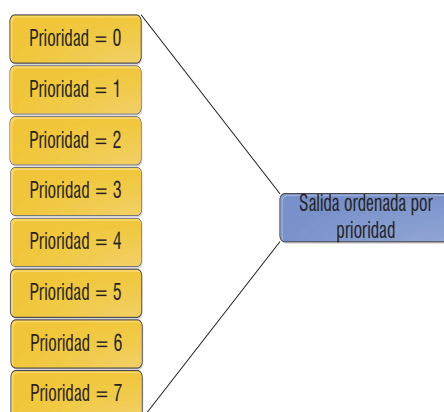 Prioridad = 0
Prioridad = 1
Prioridad = 2
Prioridad = 3
Prioridad = 4
Prioridad = 5
Prioridad = 6
Prioridad = 7
Salida ordenada por
prioridad